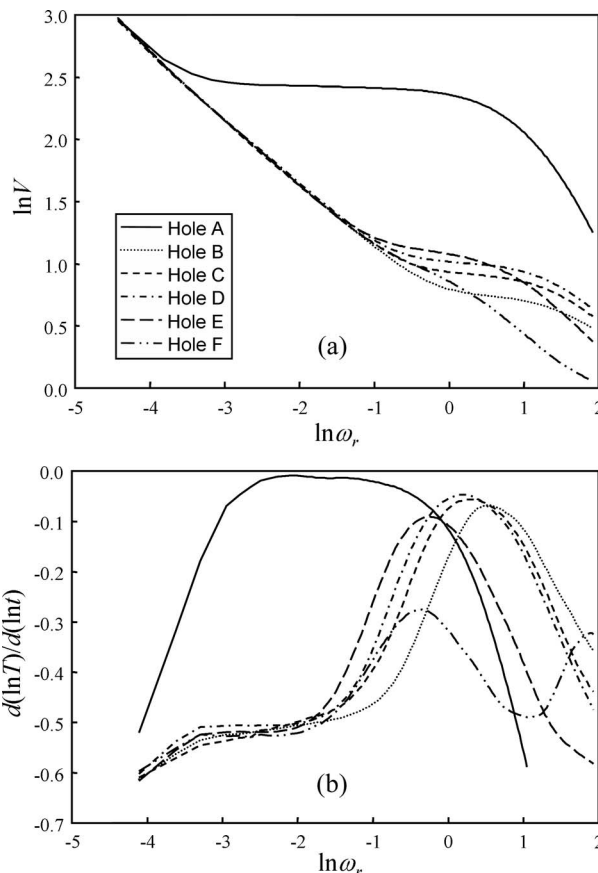 3.0
2.5
2.0
1.5
1.0
0.5
0.0
lnV
Hole A
Hole B
Hole C
Hole D
Hole E
Hole F
(a)
-5 -4 -3 -2 -1 0 1 2
lnωr
0.0
-0.1
-0.2
-0.3
-0.4
-0.5
-0.6
-0.7
d(lnT)/d(lnt)
(b)
-5 -4 -3 -2 -1 0 1 2
lnωr